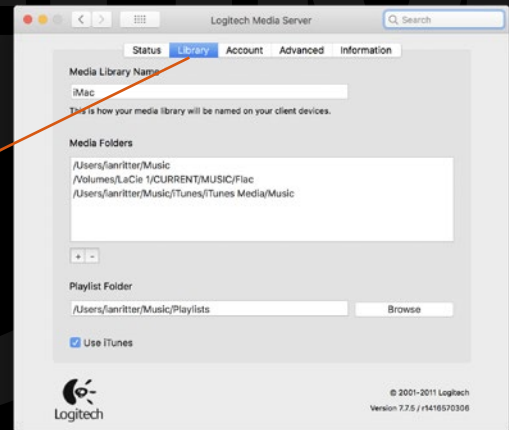 Logitech Media Server
Search
Status Library Account Advanced Information
Media Library Name
iMac
This is how your media library will be named on your client devices.
Media Folders
/Users/ianritter/Music
/Volumes/LaCie 1/CURRENT/MUSIC/Flac
/Users/ianritter/Music/iTunes/iTunes Media/Music
+ -
Playlist Folder
/Users/ianritter/Music/Playlists
Browse
Use iTunes
Logitech
© 2001-2011 Logitech
Version 7.7.5 / r1416570306